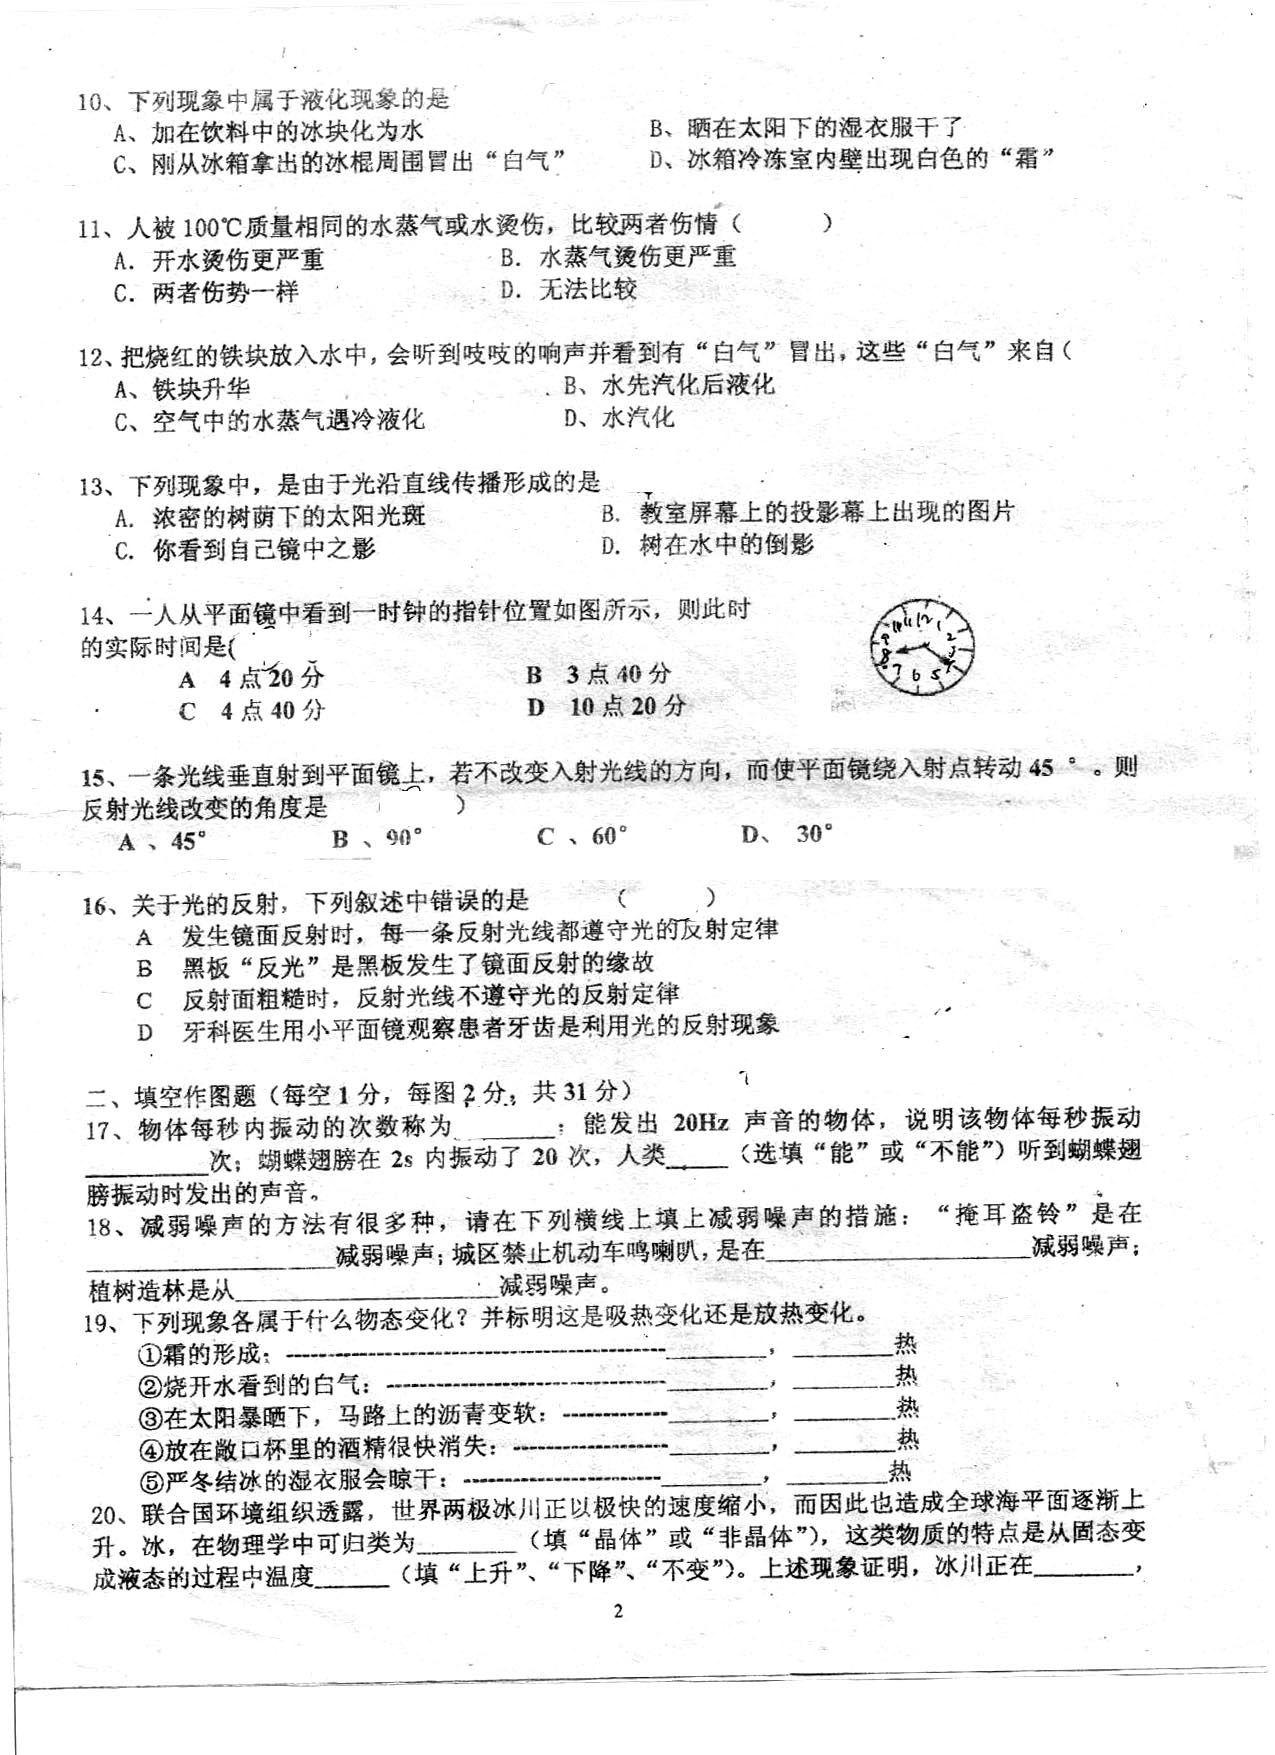 10、下列现象中属于液化现象的是
A、加在饮料中的冰块化为水 B、晒在太阳下的湿衣服干了
C、刚从冰箱拿出的冰棍周围冒出“白气” D、冰箱冷冻室内壁出现白色的“霜”
11、人被100℃质量相同的水蒸气或水烫伤，比较两者伤情（ ）
A．开水烫伤更严重 B．水蒸气烫伤更严重
C．两者伤势一样 D．无法比较
12、把烧红的铁块放入水中，会听到吱吱的响声并看到有“白气”冒出，这些“白气”来自（
A、铁块升华 B、水先汽化后液化
C、空气中的水蒸气遇冷液化 D、水汽化
13、下列现象中，是由于光沿直线传播形成的是
A．浓密的树荫下的太阳光斑 B．教室屏幕上的投影幕上出现的图片
C．你看到自己镜中之影 D．树在水中的倒影
14、一人从平面镜中看到一时钟的指针位置如图所示，则此时
的实际时间是(
A 4点20分 B 3点40分
C 4点40分 D 10点20分
11 12 1 2 3 5 6 7 8 9
15、一条光线垂直射到平面镜上，若不改变入射光线的方向，而使平面镜绕入射点转动45°。则
反射光线改变的角度是 ）
A、45° B、90° C、60° D、30°
16、关于光的反射，下列叙述中错误的是 （ ）
A 发生镜面反射时，每一条反射光线都遵守光的反射定律
B 黑板“反光”是黑板发生了镜面反射的缘故
C 反射面粗糙时，反射光线不遵守光的反射定律
D 牙科医生用小平面镜观察患者牙齿是利用光的反射现象
二、填空作图题（每空1分，每图2分，共31分）
17、物体每秒内振动的次数称为________；能发出 20Hz 声音的物体，说明该物体每秒振动
__________次；蝴蝶翅膀在 2s 内振动了 20 次，人类_____（选填“能”或“不能”）听到蝴蝶翅
膀振动时发出的声音。
18、减弱噪声的方法有很多种，请在下列横线上填上减弱噪声的措施：“掩耳盗铃”是在
____________________减弱噪声；城区禁止机动车鸣喇叭，是在____________________减弱噪声；
植树造林是从____________________减弱噪声。
19、下列现象各属于什么物态变化？并标明这是吸热变化还是放热变化。
①霜的形成：--------------------------------------________，________热
②烧开水看到的白气：----------------------------________，________热
③在太阳暴晒下，马路上的沥青变软：-----------________，________热
④放在敞口杯里的酒精很快消失：----------------________，________热
⑤严冬结冰的湿衣服会晾干：--------------------________，________热
20、联合国环境组织透露，世界两极冰川正以极快的速度缩小，而因此也造成全球海平面逐渐上
升。冰，在物理学中可归类为________（填“晶体”或“非晶体”），这类物质的特点是从固态变
成液态的过程中温度______（填“上升”、“下降”、“不变”）。上述现象证明，冰川正在________，
2